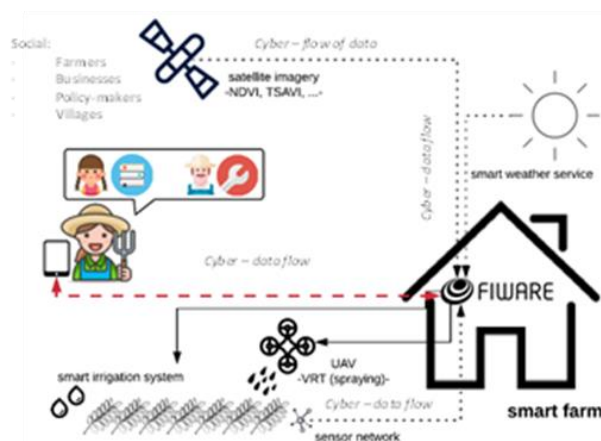 Social:
· Farmers
· Businesses
· Policy-makers
· Villages
Cyber – flow of data
satellite imagery
-NDVI, TSAVI, ...-
Cyber – data flow
smart weather service
Cyber – data flow
FIWARE
UAV
-VRT (spraying)-
smart irrigation system
Cyber – data flow
smart farm
sensor network